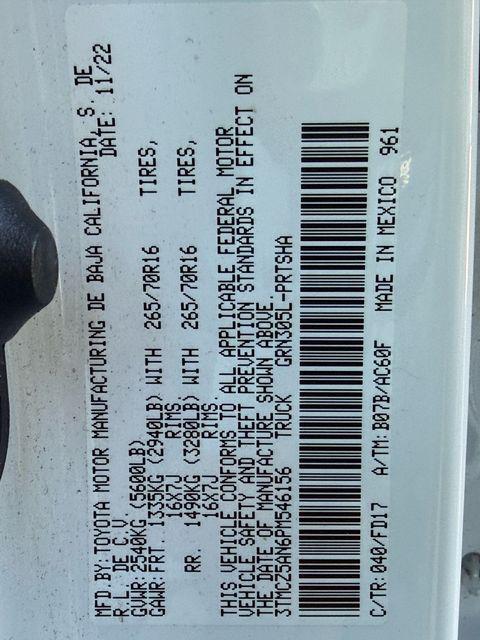 MFD.BY:TOYOTA MOTOR MANUFACTURING DE BAJA CALIFORNIA, S. DE
R.L. DE C.V. DATE: 11/22
GVWR: 2540KG (5600LB)
GAWR: FRT. 1335KG (2940LB) WITH 265/70R16 TIRES,
16X7J RIMS,
RR. 1490KG (3280LB) WITH 265/70R16 TIRES,
16X7J RIMS,
THIS VEHICLE CONFORMS TO ALL APPLICABLE FEDERAL MOTOR
VEHICLE SAFETY AND THEFT PREVENTION STANDARDS IN EFFECT ON
THE DATE OF MANUFACTURE SHOWN ABOVE.
3TMCZ5AN6PM546156 TRUCK GRN305L-PRTSHA
C/TR: 040/FD17 A/TM: B07B/AC60F MADE IN MEXICO 961